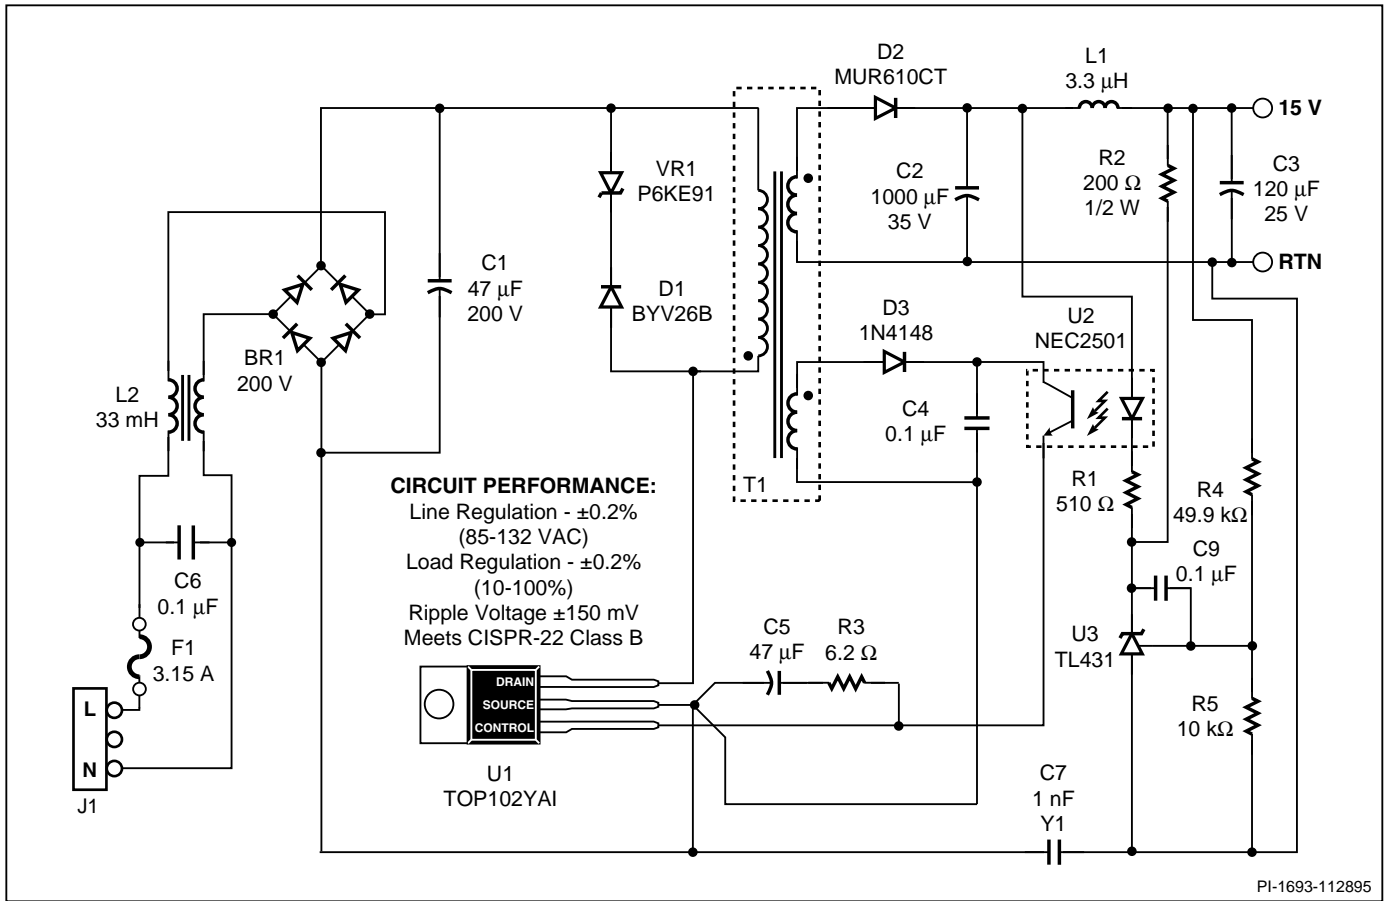 D2
MUR610CT
L1
3.3 µH
15 V
VR1
P6KE91
C2
1000 µF
35 V
R2
200 Ω
1/2 W
C3
120 µF
25 V
C1
47 µF
200 V
D1
BYV26B
RTN
D3
1N4148
U2
NEC2501
BR1
200 V
L2
33 mH
C4
0.1 µF
T1
R1
510 Ω
R4
49.9 kΩ
CIRCUIT PERFORMANCE:
Line Regulation - ±0.2%
(85-132 VAC)
Load Regulation - ±0.2%
(10-100%)
Ripple Voltage ±150 mV
Meets CISPR-22 Class B
C9
0.1 µF
C6
0.1 µF
F1
3.15 A
C5
47 µF
R3
6.2 Ω
U3
TL431
DRAIN
SOURCE
CONTROL
L
N
J1
R5
10 kΩ
U1
TOP102YAI
C7
1 nF
Y1
PI-1693-112895